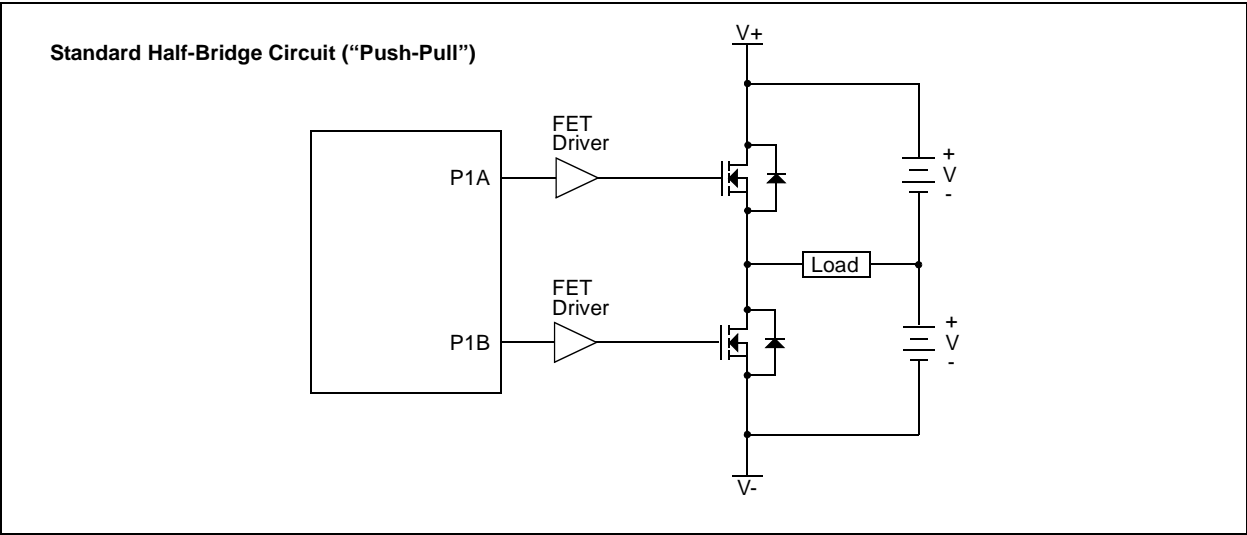 Standard Half-Bridge Circuit (“Push-Pull”)
V+
FET
Driver
P1A
+
V
-
Load
FET
Driver
P1B
+
V
-
V-